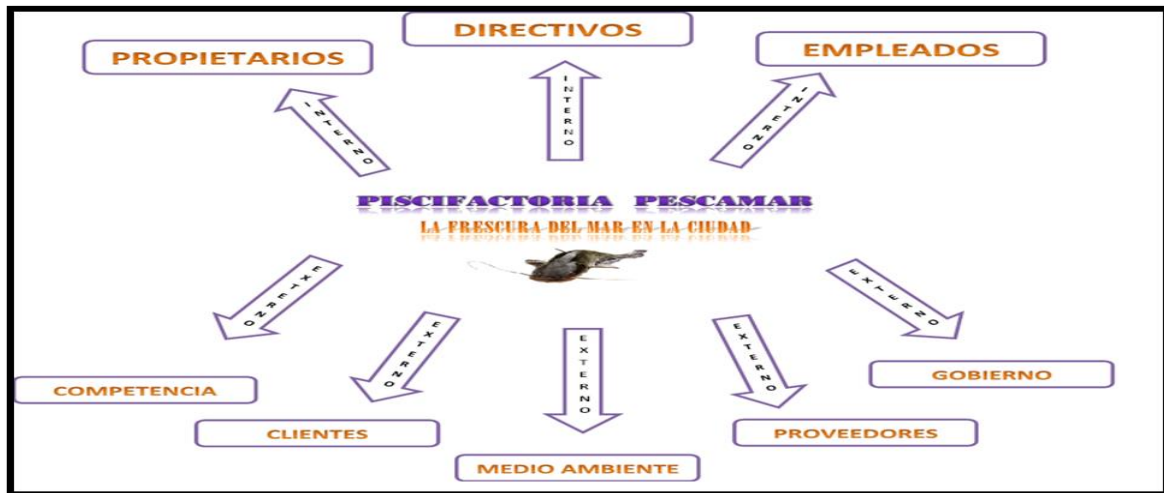 DIRECTIVOS
PROPIETARIOS
EMPLEADOS
INTERNO
INTERNO
INTERNO
PISCIFACTORIA PESCAMAR
LA FRESCURA DEL MAR EN LA CIUDAD
EXTERNO
EXTERNO
EXTERNO
EXTERNO
EXTERNO
COMPETENCIA
GOBIERNO
CLIENTES
PROVEEDORES
MEDIO AMBIENTE